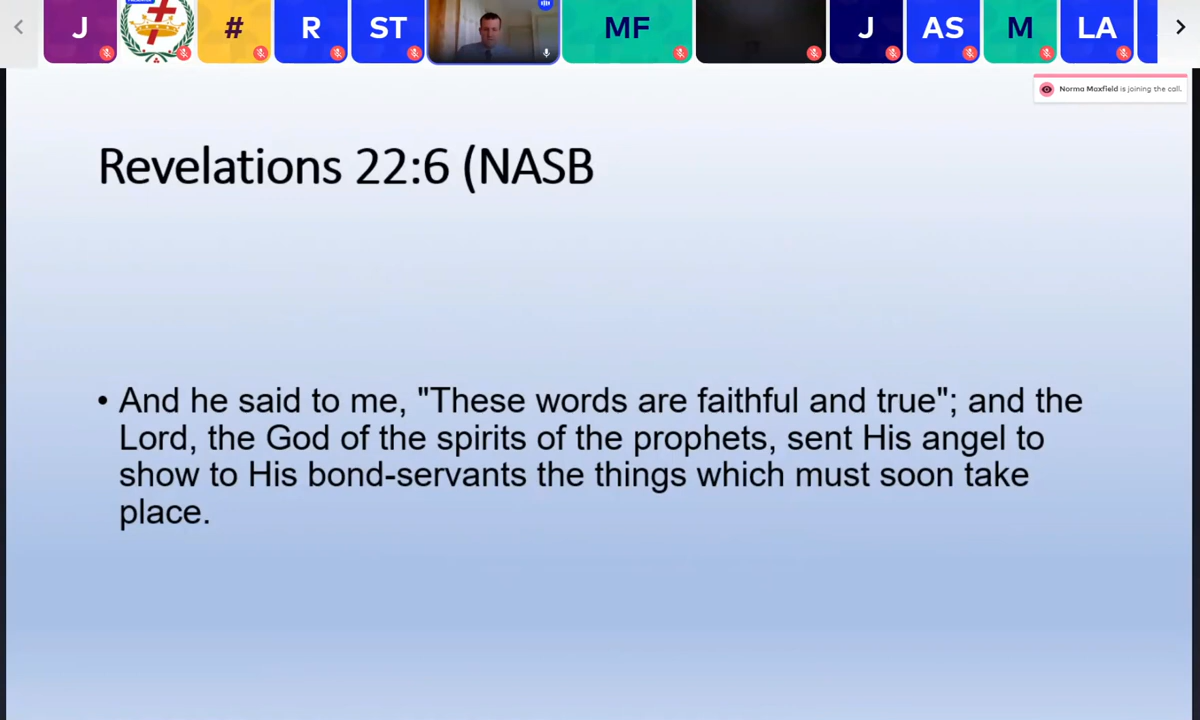 J
#
R
ST
MF
J
AS
M
LA
Norma Maxfield is joining the call.
Revelations 22:6 (NASB
• And he said to me, "These words are faithful and true"; and the
Lord, the God of the spirits of the prophets, sent His angel to
show to His bond-servants the things which must soon take
place.